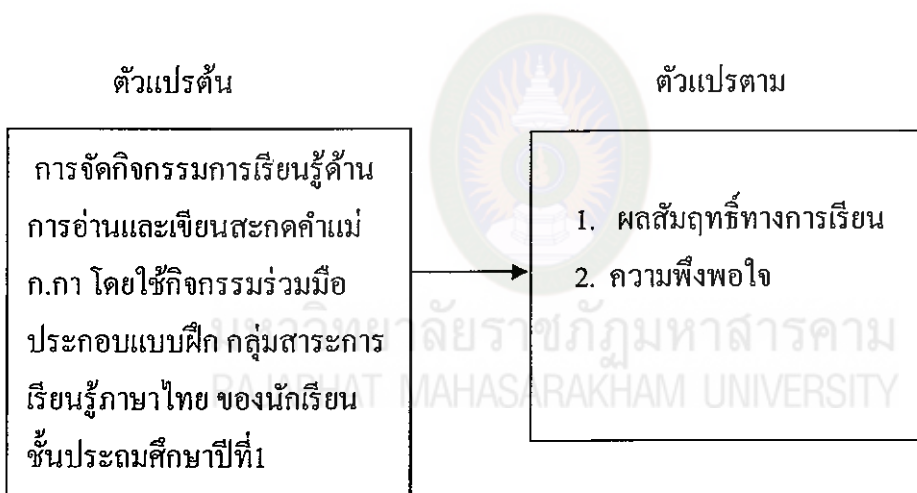 ตัวแปรต้น
ตัวแปรตาม
การจัดกิจกรรมการเรียนรู้ด้าน
การอ่านและเขียนสะกดคำแม่
ก.กา โดยใช้กิจกรรมร่วมมือ
ประกอบแบบฝึก กลุ่มสาระการ
เรียนรู้ภาษาไทย ของนักเรียน
ชั้นประถมศึกษาปีที่1
1. ผลสัมฤทธิ์ทางการเรียน
2. ความพึงพอใจ
มหาวิทยาลัยราชภัฏมหาสารคาม
RAJABHAT MAHASARAKHAM UNIVERSITY